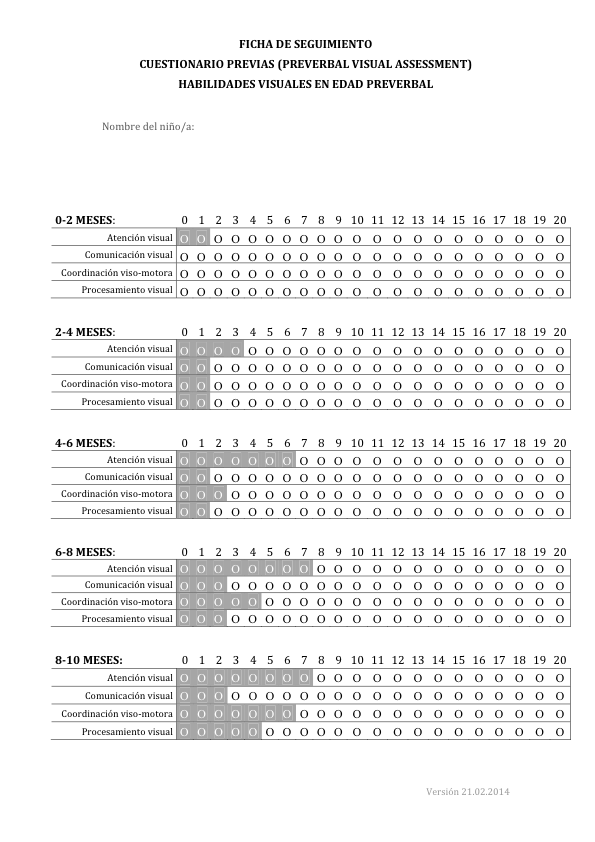 FICHA DE SEGUIMIENTO
CUESTIONARIO PREVIAS (PREVERBAL VISUAL ASSESSMENT)
HABILIDADES VISUALES EN EDAD PREVERBAL
Nombre del niño/a:
0-2 MESES: 0 1 2 3 4 5 6 7 8 9 10 11 12 13 14 15 16 17 18 19 20
Atención visual O O O O O O O O O O O O O O O O O O O O O
Comunicación visual O O O O O O O O O O O O O O O O O O O O O
Coordinación viso-motora O O O O O O O O O O O O O O O O O O O O O
Procesamiento visual O O O O O O O O O O O O O O O O O O O O O
2-4 MESES: 0 1 2 3 4 5 6 7 8 9 10 11 12 13 14 15 16 17 18 19 20
Atención visual O O O O O O O O O O O O O O O O O O O O O
Comunicación visual O O O O O O O O O O O O O O O O O O O O O
Coordinación viso-motora O O O O O O O O O O O O O O O O O O O O O
Procesamiento visual O O O O O O O O O O O O O O O O O O O O O
4-6 MESES: 0 1 2 3 4 5 6 7 8 9 10 11 12 13 14 15 16 17 18 19 20
Atención visual O O O O O O O O O O O O O O O O O O O O O
Comunicación visual O O O O O O O O O O O O O O O O O O O O O
Coordinación viso-motora O O O O O O O O O O O O O O O O O O O O O
Procesamiento visual O O O O O O O O O O O O O O O O O O O O O
6-8 MESES: 0 1 2 3 4 5 6 7 8 9 10 11 12 13 14 15 16 17 18 19 20
Atención visual O O O O O O O O O O O O O O O O O O O O O
Comunicación visual O O O O O O O O O O O O O O O O O O O O O
Coordinación viso-motora O O O O O O O O O O O O O O O O O O O O O
Procesamiento visual O O O O O O O O O O O O O O O O O O O O O
8-10 MESES: 0 1 2 3 4 5 6 7 8 9 10 11 12 13 14 15 16 17 18 19 20
Atención visual O O O O O O O O O O O O O O O O O O O O O
Comunicación visual O O O O O O O O O O O O O O O O O O O O O
Coordinación viso-motora O O O O O O O O O O O O O O O O O O O O O
Procesamiento visual O O O O O O O O O O O O O O O O O O O O O
Versión 21.02.2014